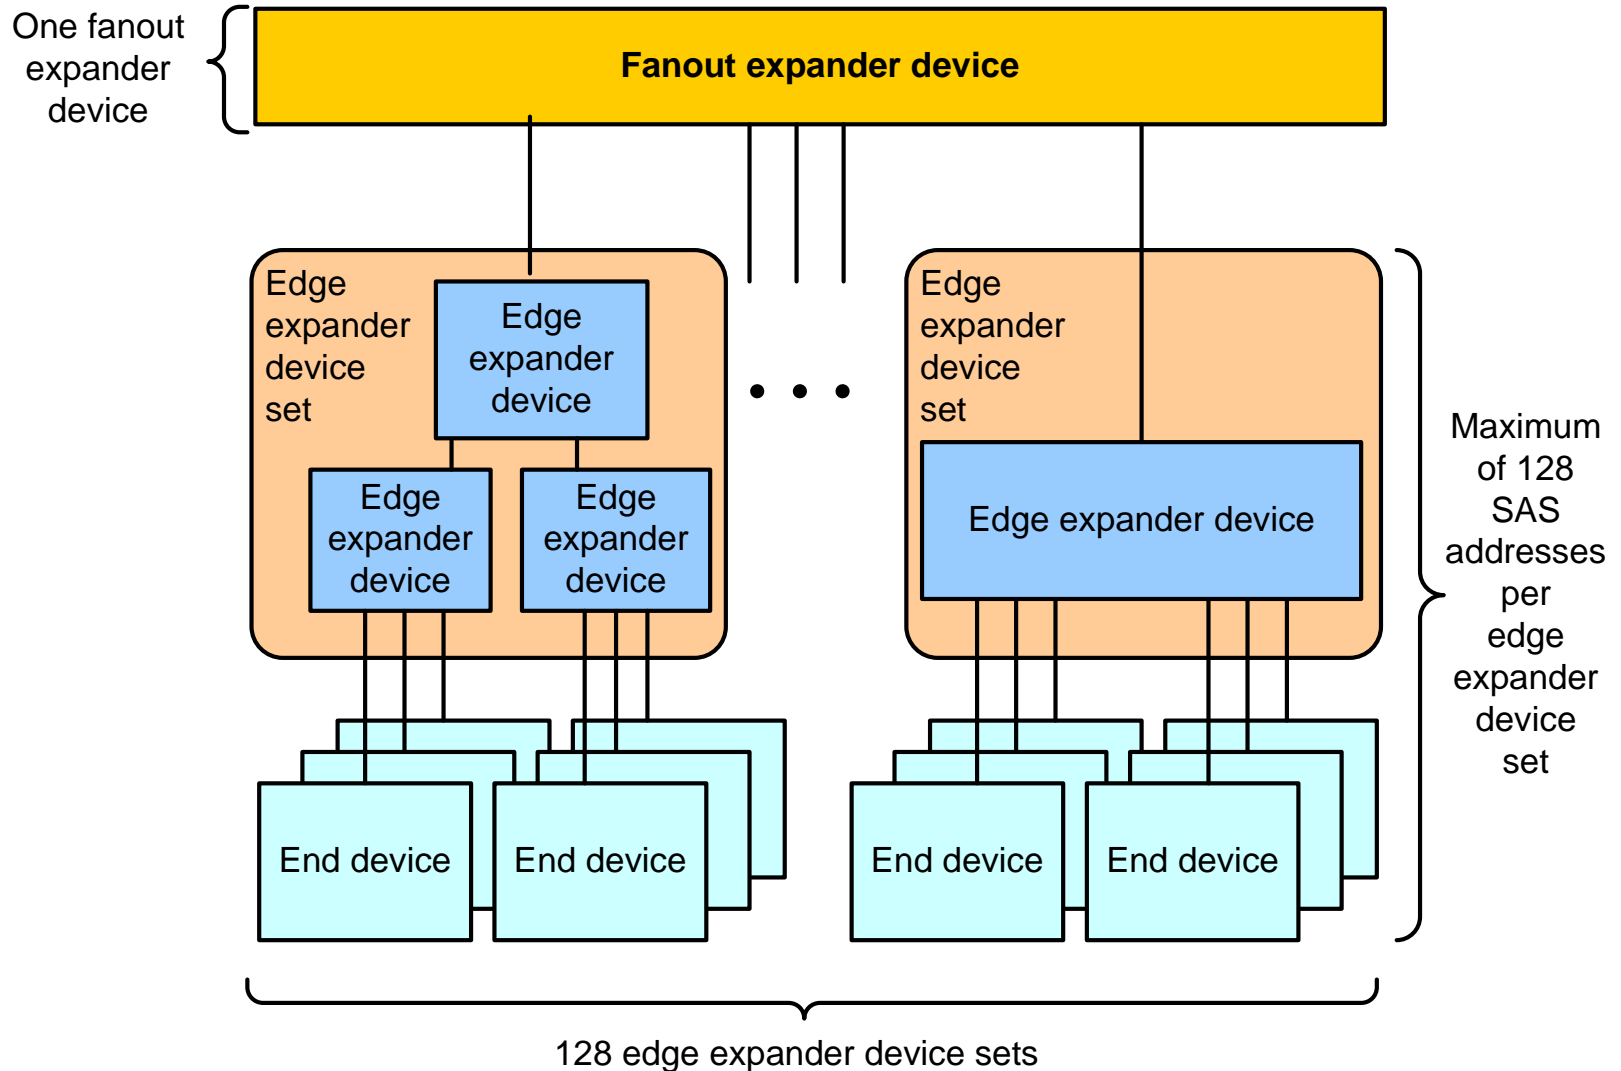 One fanout
expander
device
Fanout expander device
Edge
expander
device
set
Edge
expander
device
Edge
expander
device
Edge
expander
device
Edge
expander
device
set
Edge expander device
Maximum
of 128
SAS
addresses
per
edge
expander
device
set
End device
End device
End device
End device
128 edge expander device sets